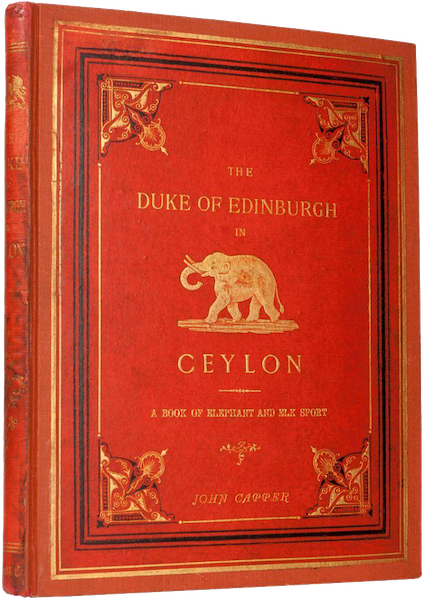 THE
DUKE OF EDINBURGH
IN
CEYLON
A BOOK OF ELEPHANT AND ELK SPORT
JOHN CAPPER